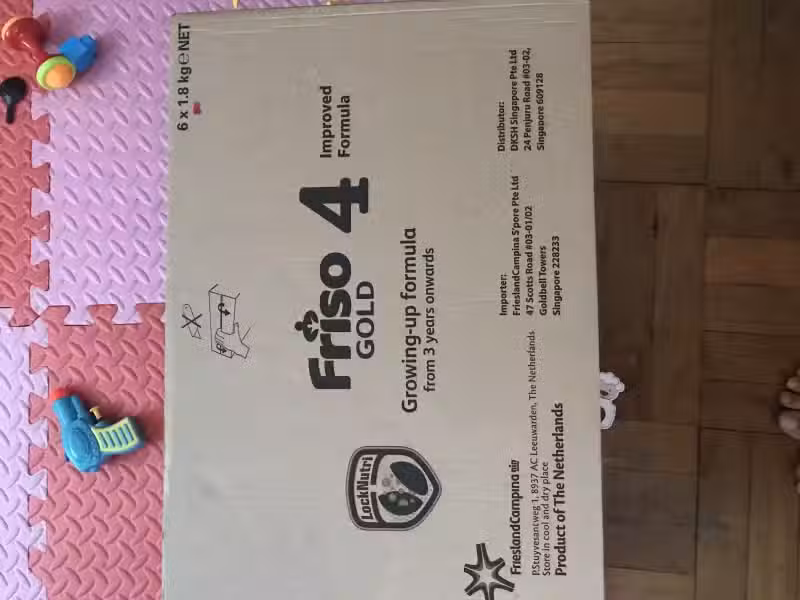 6 x 1.8 kg e NET
Friso 4
GOLD
Improved
Formula
Growing-up formula
from 3 years onwards
LockNutri
FrieslandCampina
P.Stuyvesantweg 1, 8937 AC Leeuwarden, The Netherlands
Store in cool and dry place
Product of The Netherlands
Importer:
FrieslandCampina S'pore Pte Ltd
47 Scotts Road #03-01/02
Goldbell Towers
Singapore 228233
Distributor:
DKSH Singapore Pte Ltd
24 Penjuru Road #03-02,
Singapore 609128